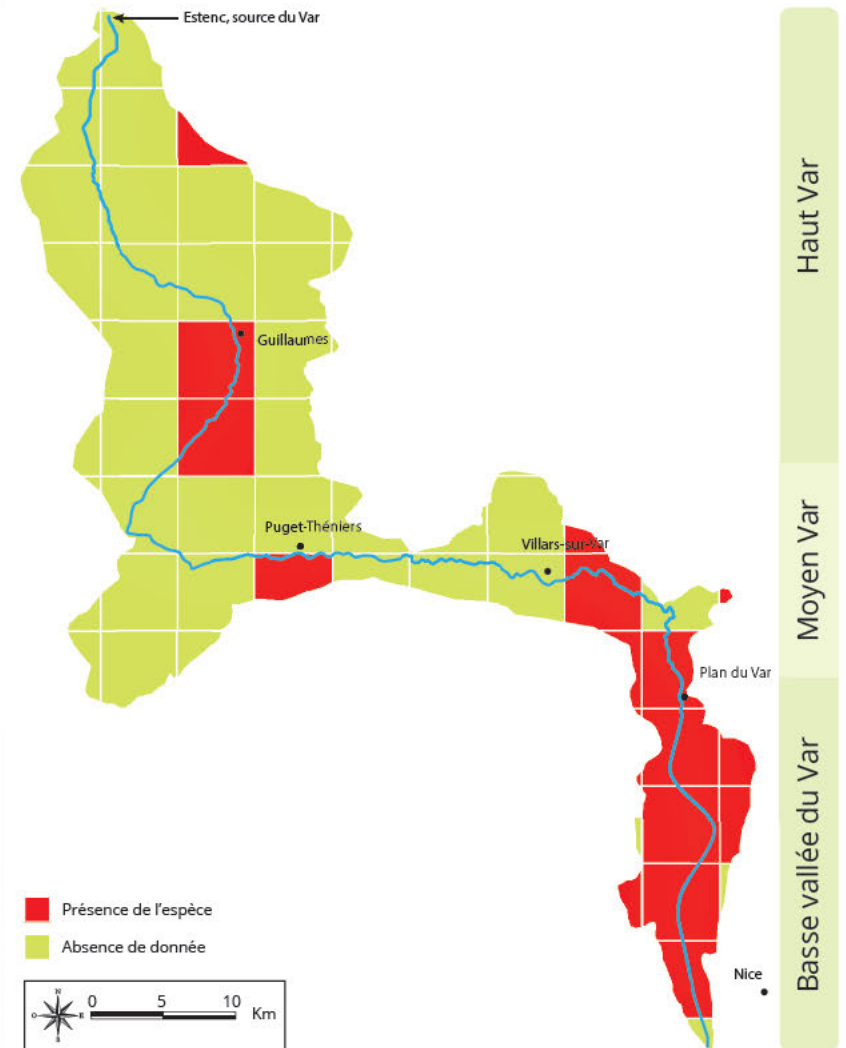 Estenc, source du Var
Haut Var
Guillaumes
Puget-Théniers
Villars-sur-Var
Moyen Var
Plan du Var
Basse vallée du Var
Présence de l'espèce
Absence de donnée
Nice
N
O
E
S
0 5 10 Km